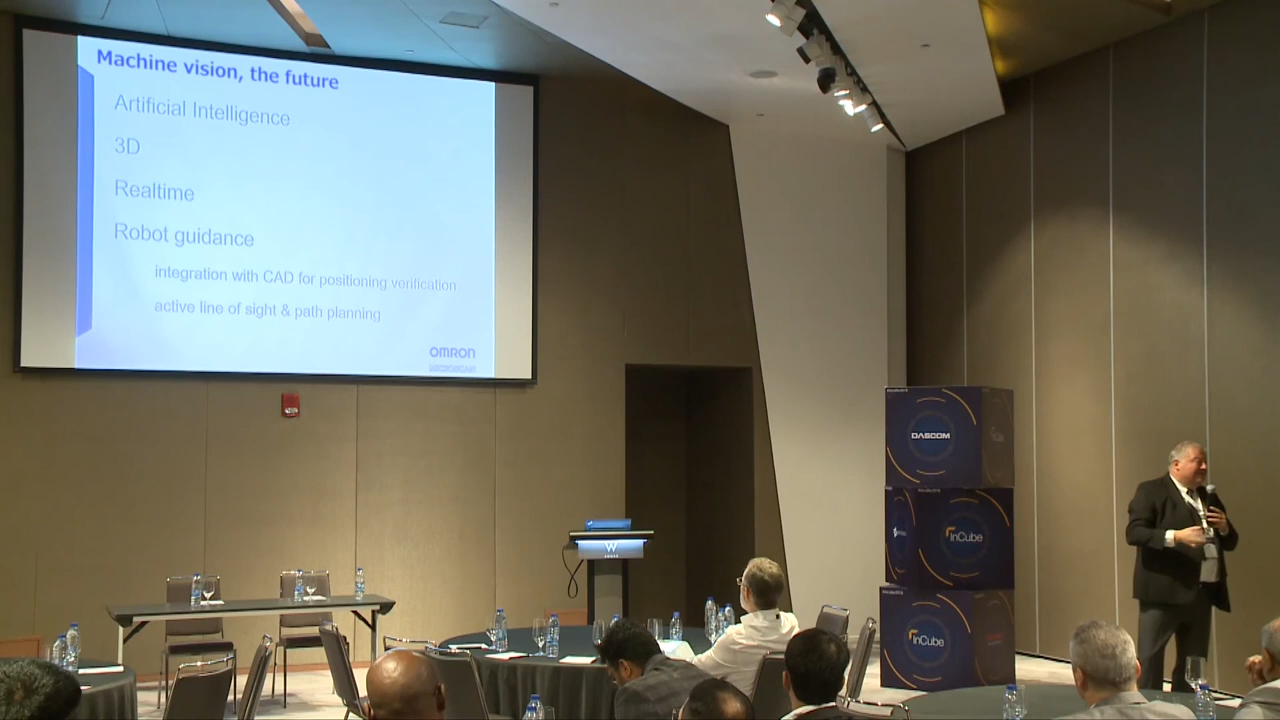 Machine vision, the future
Artificial Intelligence
3D
Realtime
Robot guidance
integration with CAD for positioning verification
active line of sight & path planning
OMRON
MICROSCAN
DASCOM
inCube
inCube
W